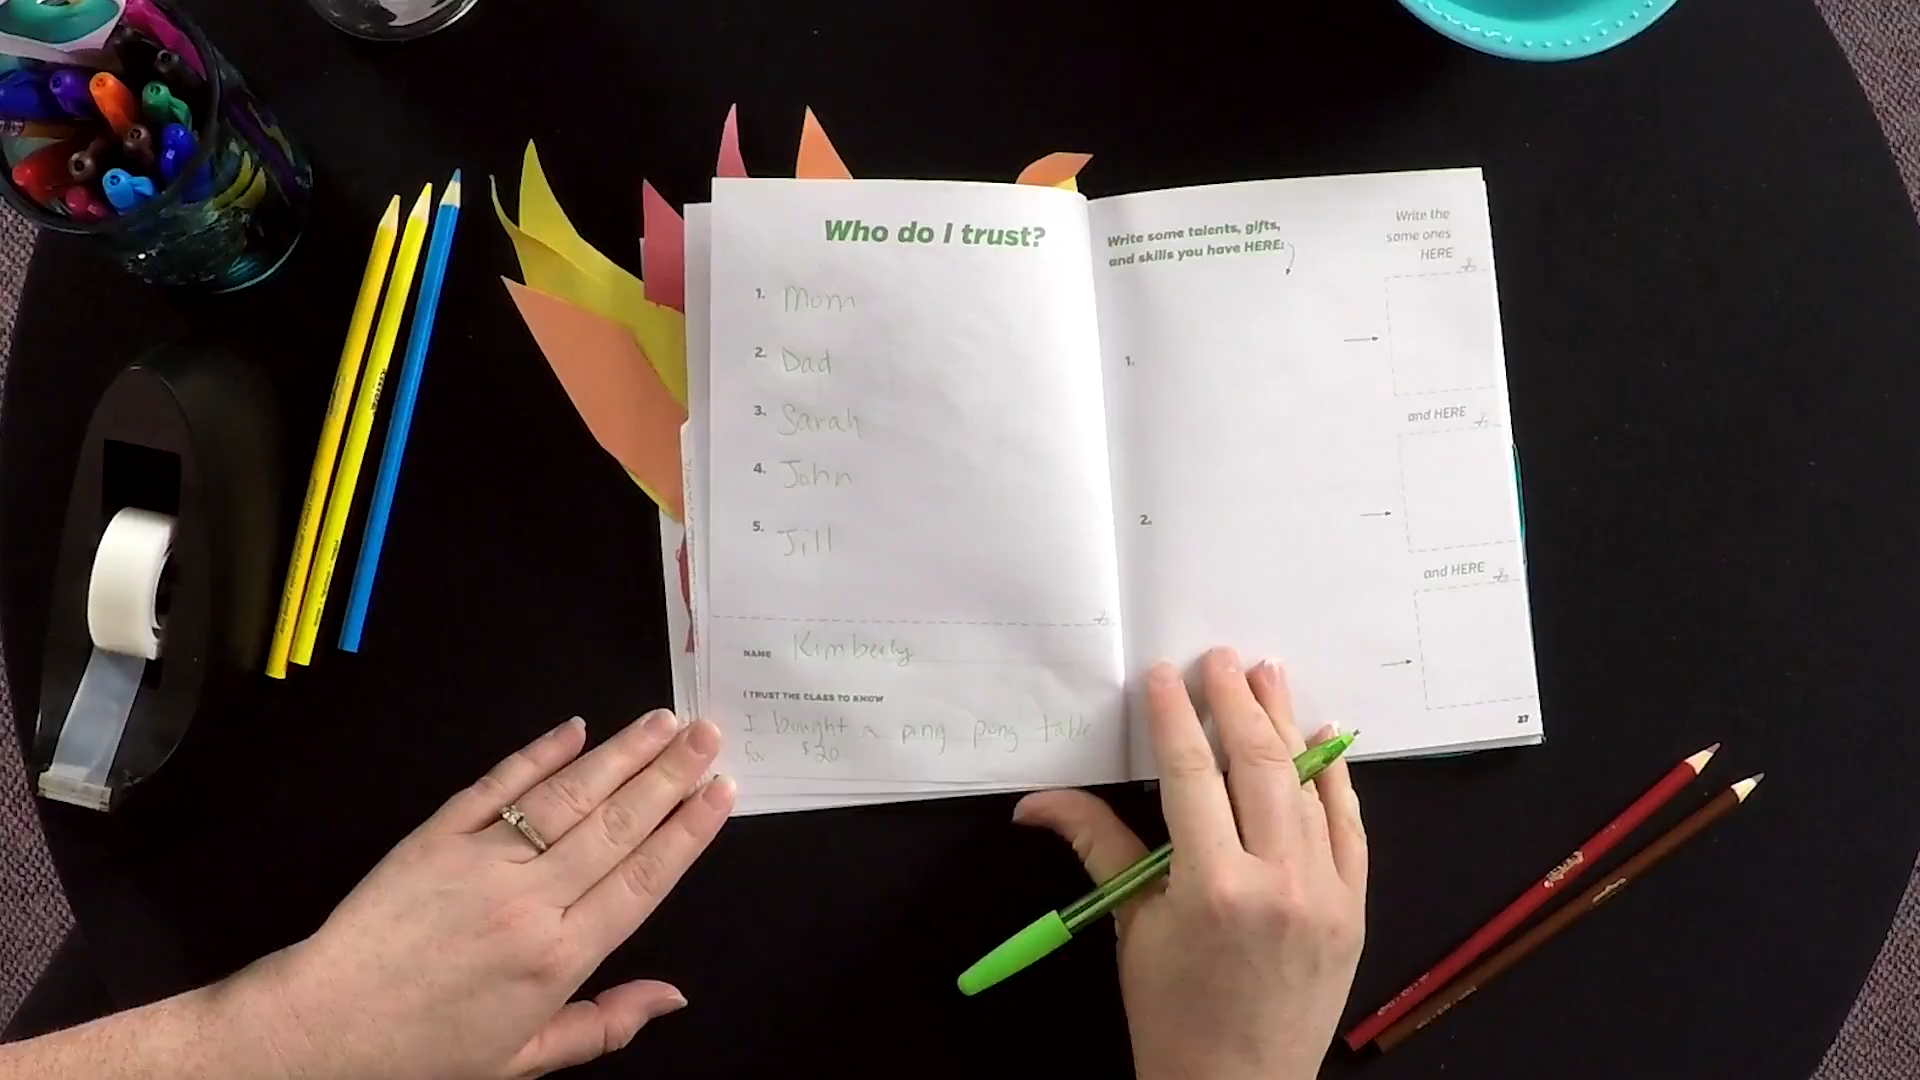 Who do I trust?
1. Mom
2. Dad
3. Sarah
4. John
5. Jill
NAME Kimberly
I TRUST THE CLASS TO KNOW
I bought a ping pong table
for $20
Write some talents, gifts,
and skills you have HERE:
1.
2.
Write the
same ones
HERE
and HERE
and HERE
27